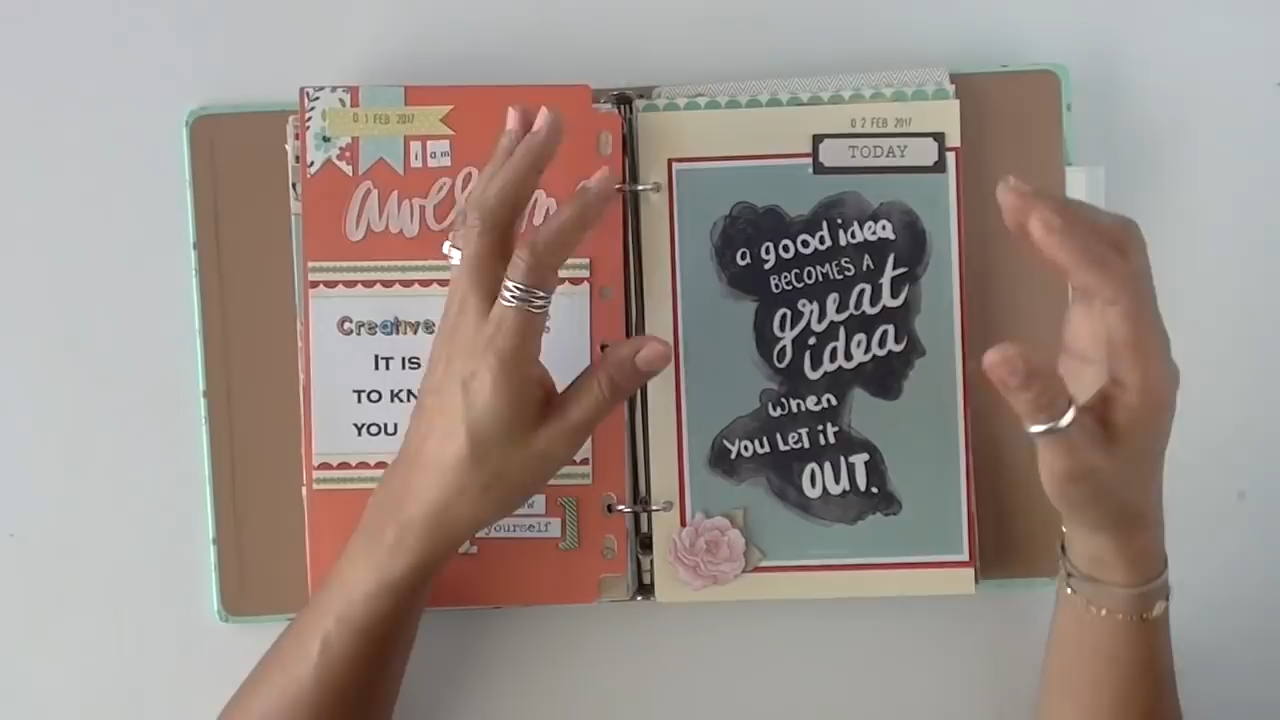 01 FEB 2017
i am
Creative
IT IS
TO
YOU
yourself
02 FEB 2017
TODAY
a good idea
BECOMES A
great
idea
when
YOU LET it
OUT.